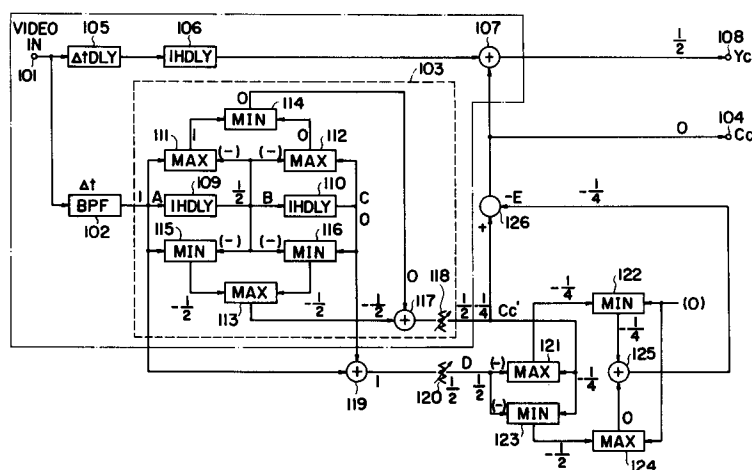 VIDEO IN
101
105
ΔtDLY
106
IHDLY
107
+
1/2
108
Yc
103
0
114
MIN
111
1
0
112
MAX
(-)
(-)
MAX
0
104
Cc
Δt
BPF
102
1
A
109
IHDLY
1/2
B
110
IHDLY
C
0
-E
126
+
-1/4
115
MIN
(-)
(-)
116
MIN
-1/2
MAX
113
-1/2
-1/2
0
+
117
118
1/2
-1/4
Cc'
-1/4
122
MIN
(0)
-1/4
125
+
119
+
1
120
D
1/2
1/2
(-)
121
MAX
-1/4
(-)
MIN
123
-1/2
0
MAX
124